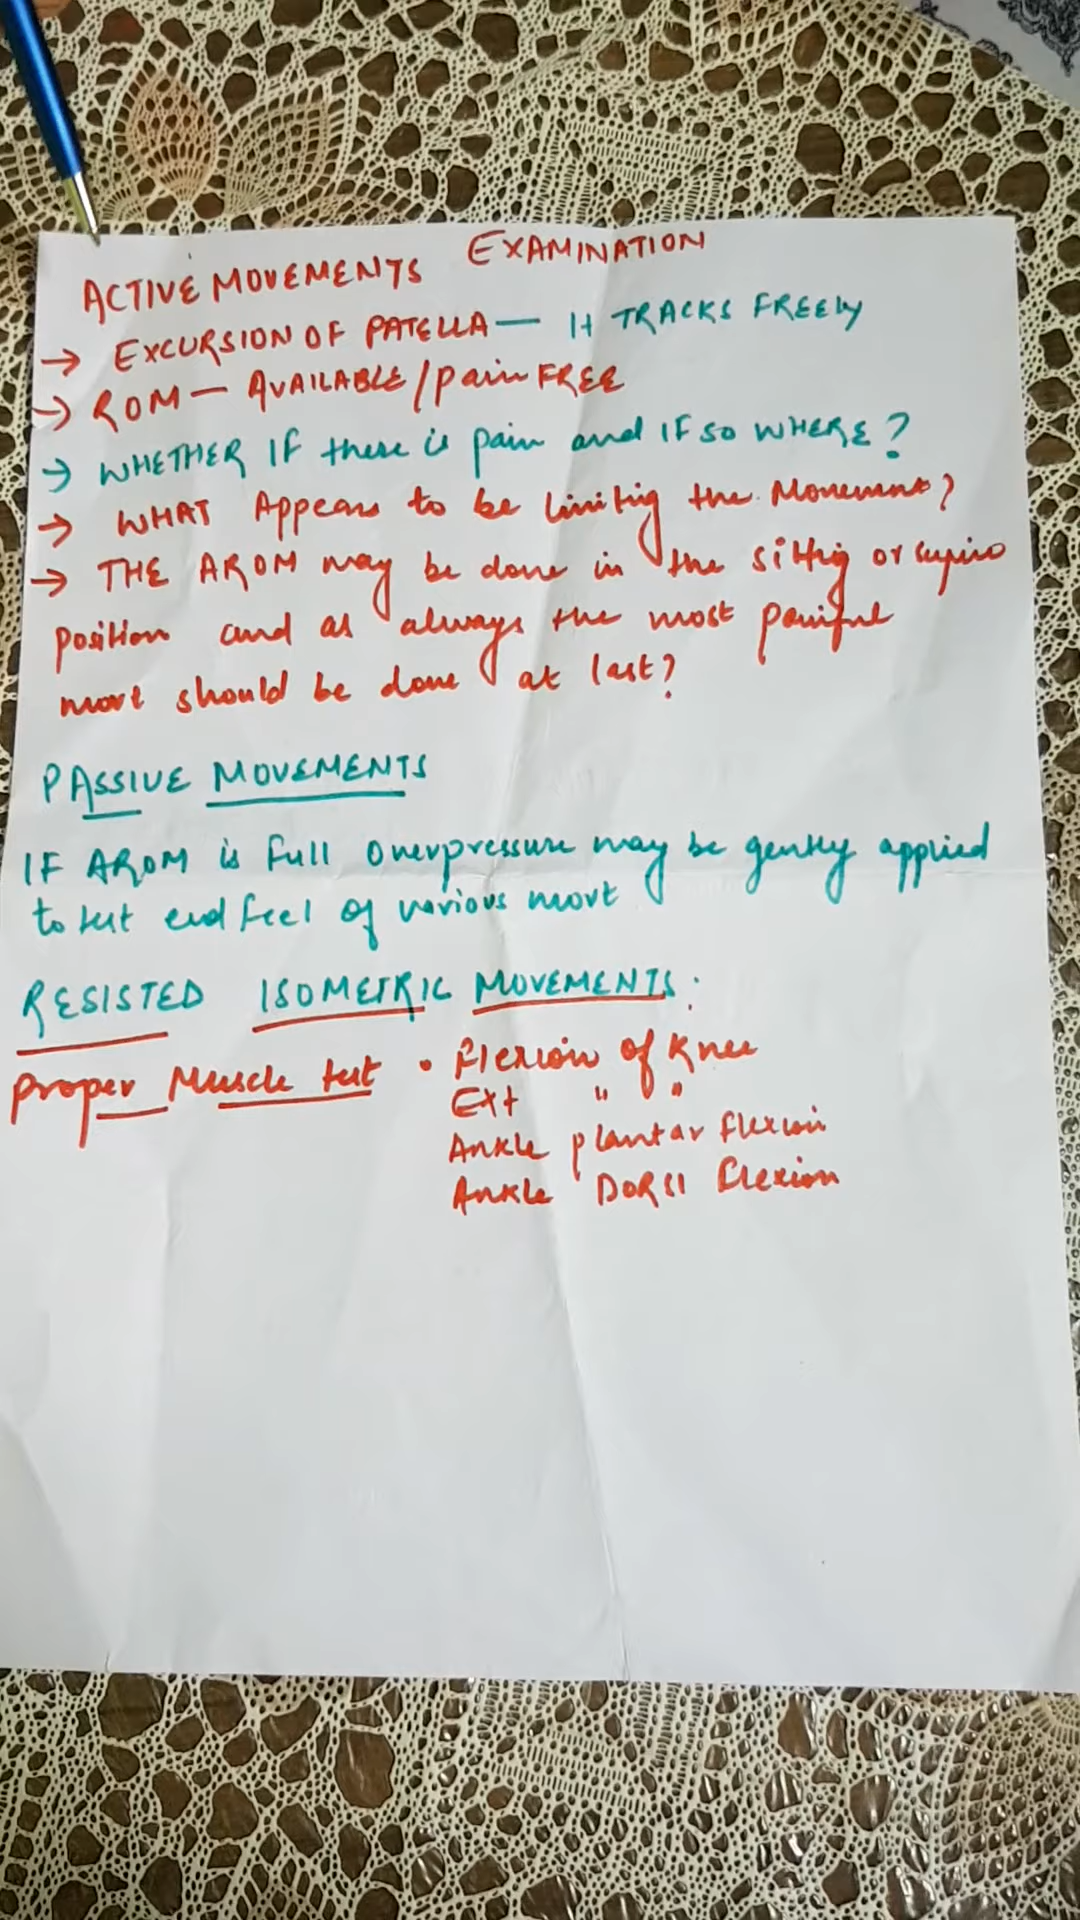 EXAMINATION
ACTIVE MOVEMENTS
→ EXCURSION OF PATELLA — It TRACKS FREELY
→ ROM — AVAILABLE/pain FREE
→ WHETHER IF there is pain and IF SO WHERE?
→ WHAT Appears to be limiting the Movement?
→ THE AROM may be done in the sitting or supine
position and as always the most painful
movt should be done at last?
PASSIVE MOVEMENTS
IF AROM is full overpressure may be gently applied
to test end feel of various movt
RESISTED ISOMETRIC MOVEMENTS:
Proper Muscle test • Flexion of Knee
Ext " "
Ankle plantar flexion
Ankle DORSI flexion